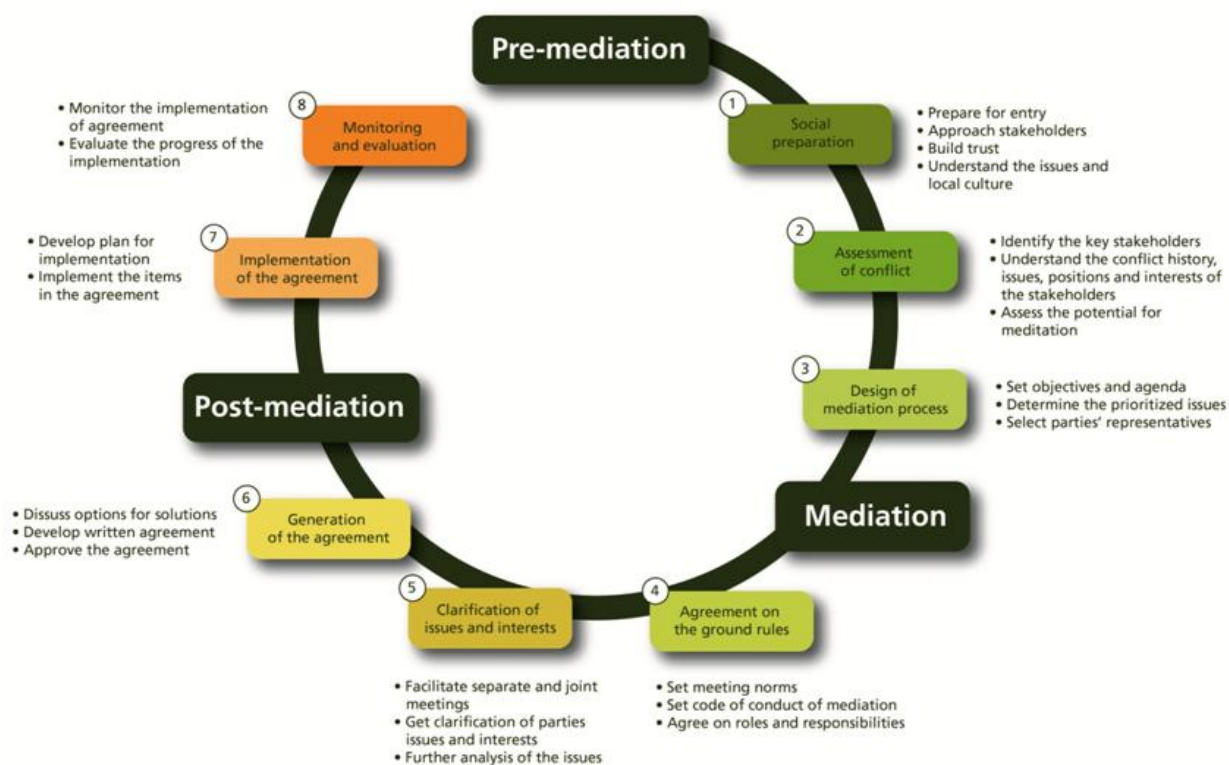 Pre-mediation
1
Social
preparation
• Prepare for entry
• Approach stakeholders
• Build trust
• Understand the issues and
local culture
2
Assessment
of conflict
• Identify the key stakeholders
• Understand the conflict history,
issues, positions and interests of
the stakeholders
• Assess the potential for
meditation
3
Design of
mediation process
• Set objectives and agenda
• Determine the prioritized issues
• Select parties' representatives
Mediation
4
Agreement on
the ground rules
• Set meeting norms
• Set code of conduct of mediation
• Agree on roles and responsibilities
5
Clarification of
issues and interests
• Facilitate separate and joint
meetings
• Get clarification of parties
issues and interests
• Further analysis of the issues
6
Generation
of the agreement
• Dissuss options for solutions
• Develop written agreement
• Approve the agreement
Post-mediation
7
Implementation
of the agreement
• Develop plan for
implementation
• Implement the items
in the agreement
8
Monitoring
and evaluation
• Monitor the implementation
of agreement
• Evaluate the progress of the
implementation